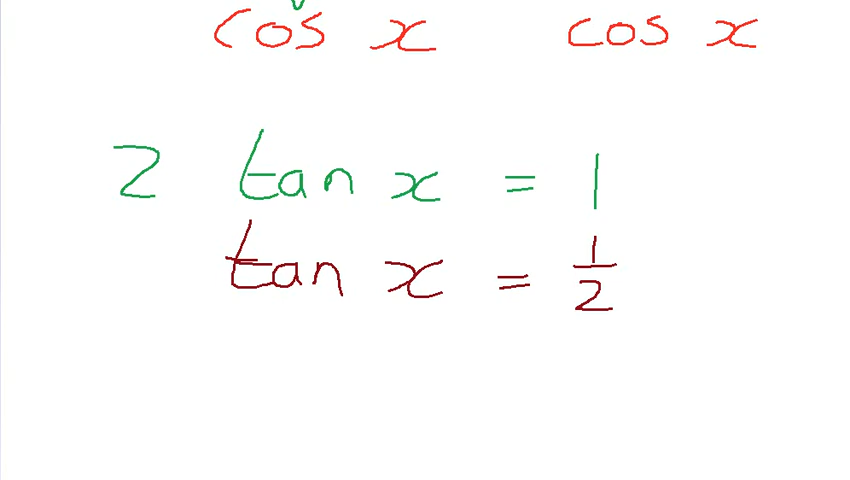 cos x cos x
2 tan x = 1
tan x = 1/2